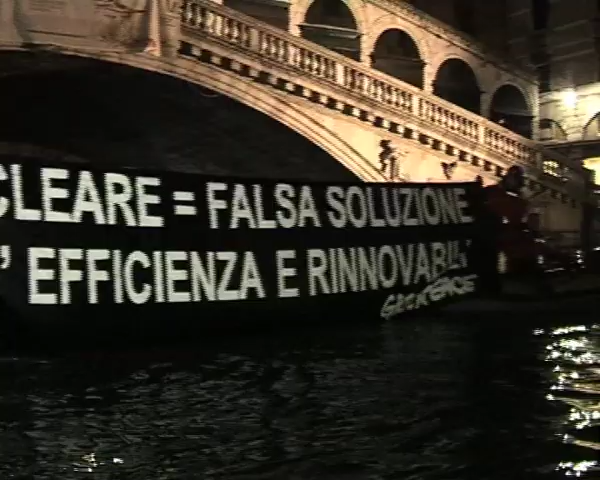 CLEARE = FALSA SOLUZIONE
' EFFICIENZA E RINNOVABILI
GREENPEACE